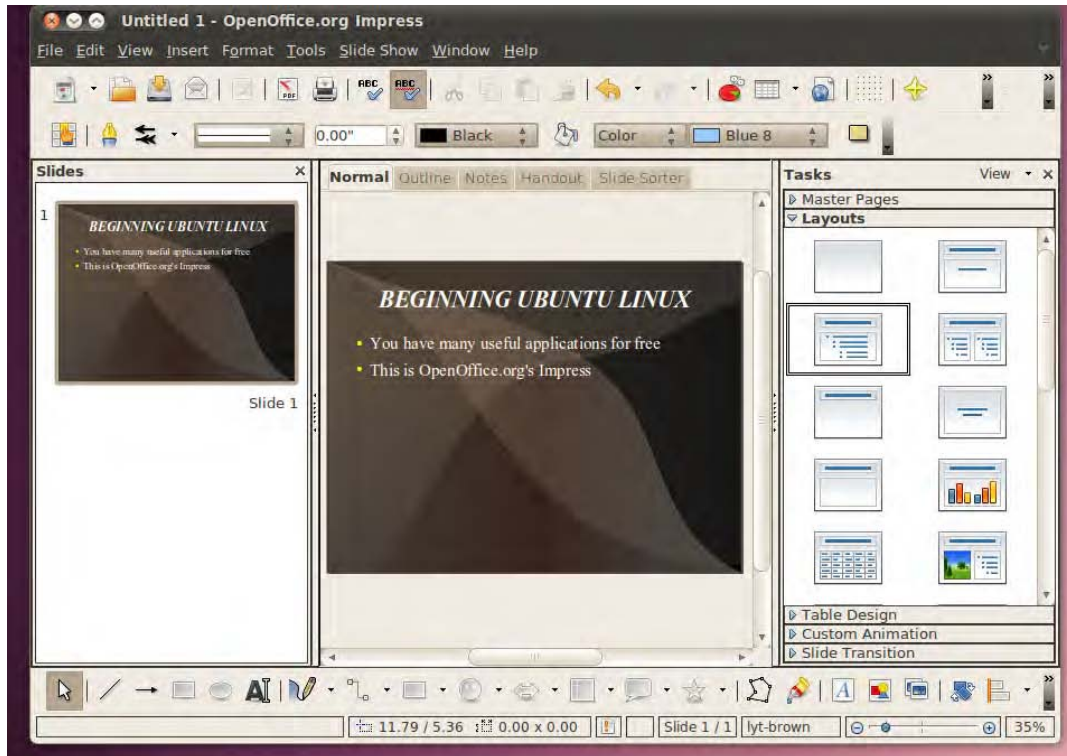 Untitled 1 - OpenOffice.org Impress
File Edit View Insert Format Tools Slide Show Window Help
PDF ABC ABC
0.00" Black Color Blue 8
Slides
1
BEGINNING UBUNTU LINUX
You have many useful applications for free
This is OpenOffice.org's Impress
Slide 1
Normal Outline Notes Handout Slide Sorter
BEGINNING UBUNTU LINUX
• You have many useful applications for free
• This is OpenOffice.org's Impress
Tasks View
Master Pages
Layouts
Table Design
Custom Animation
Slide Transition
A A
11.79 / 5.36 0.00 x 0.00 Slide 1 / 1 lyt-brown 35%